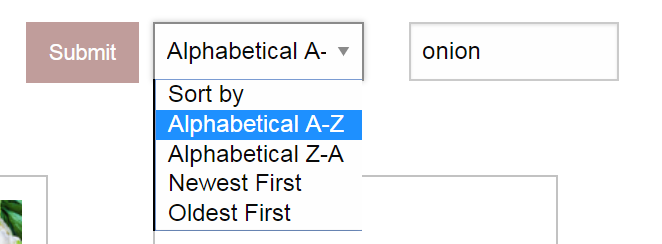 Submit
Alphabetical A-
onion
Sort by
Alphabetical A-Z
Alphabetical Z-A
Newest First
Oldest First